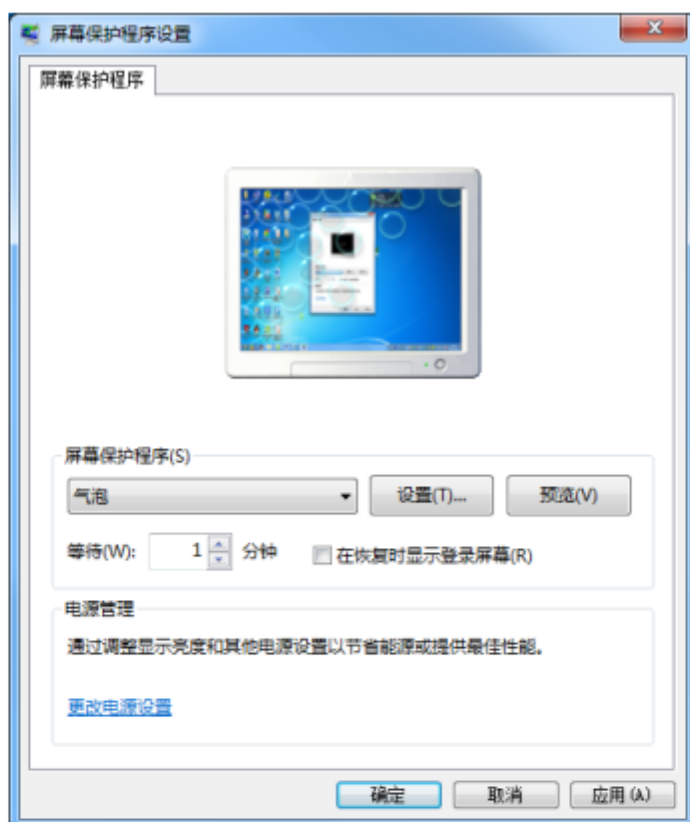 屏幕保护程序设置
屏幕保护程序
屏幕保护程序(S)
气泡 设置(T)... 预览(V)
等待(W): 1 分钟 在恢复时显示登录屏幕(R)
电源管理
通过调整显示亮度和其他电源设置以节省能源或提供最佳性能。
更改电源设置
确定 取消 应用(A)